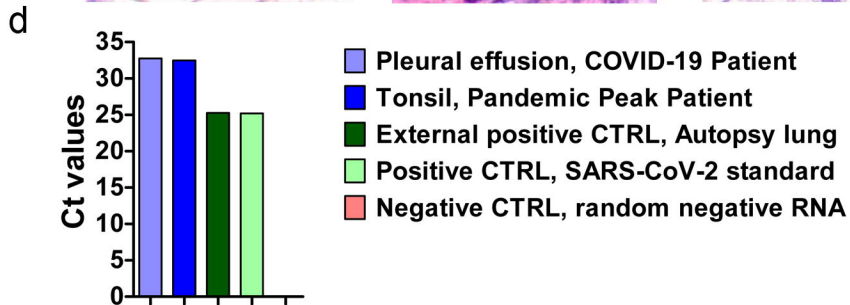 d
35
30
25
20
15
10
5
0
Ct values
Pleural effusion, COVID-19 Patient
Tonsil, Pandemic Peak Patient
External positive CTRL, Autopsy lung
Positive CTRL, SARS-CoV-2 standard
Negative CTRL, random negative RNA